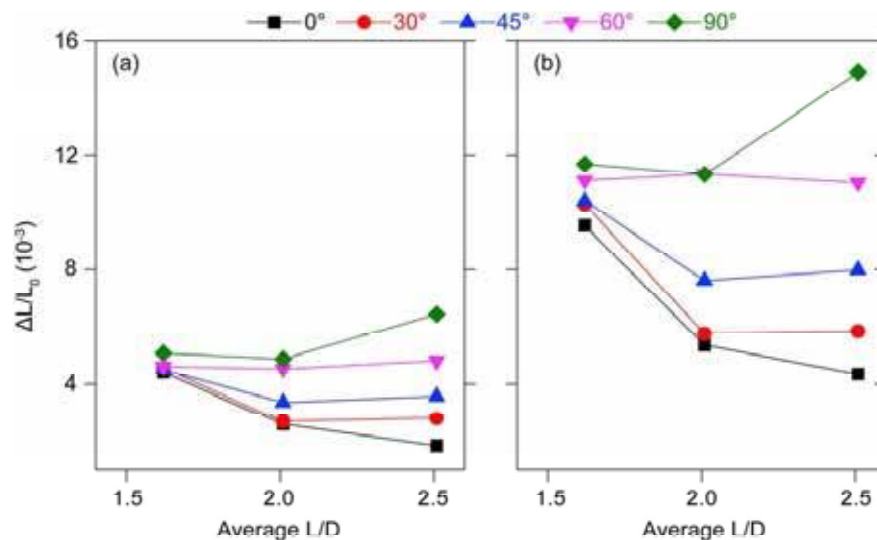 0° 30° 45° 60° 90°
(a) (b)
16
12
8
4
ΔL/L₀ (10⁻³)
1.5 2.0 2.5 1.5 2.0 2.5
Average L/D Average L/D